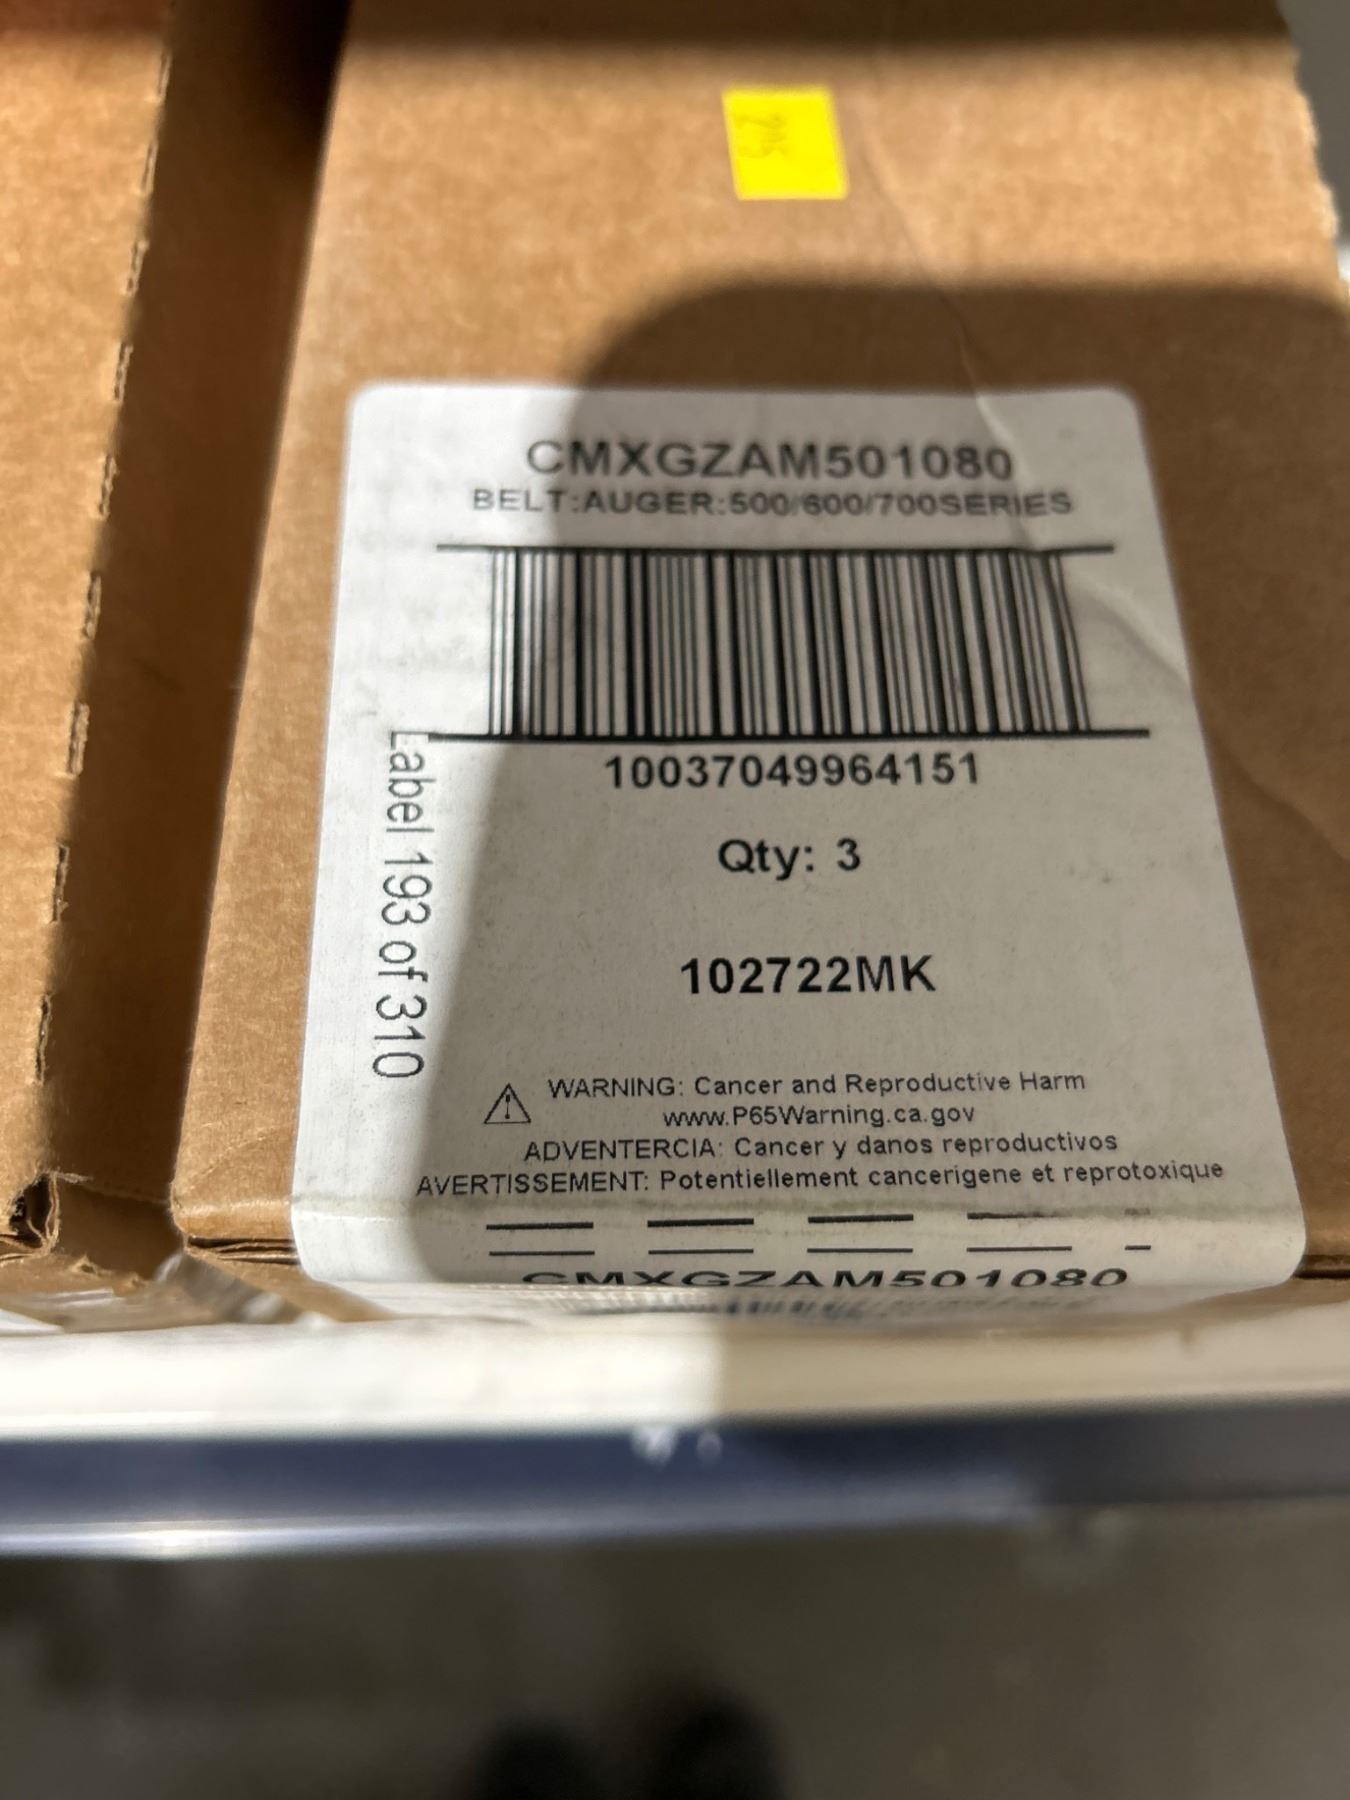 CMXGZAM501080
BELT:AUGER:500/600/700SERIES
10037049964151
Qty: 3
102722MK
Label 193 of 310
WARNING: Cancer and Reproductive Harm
www.P65Warning.ca.gov
ADVENTERCIA: Cancer y danos reproductivos
AVERTISSEMENT: Potentiellement cancerigene et reprotoxique
CMXGZAM501080